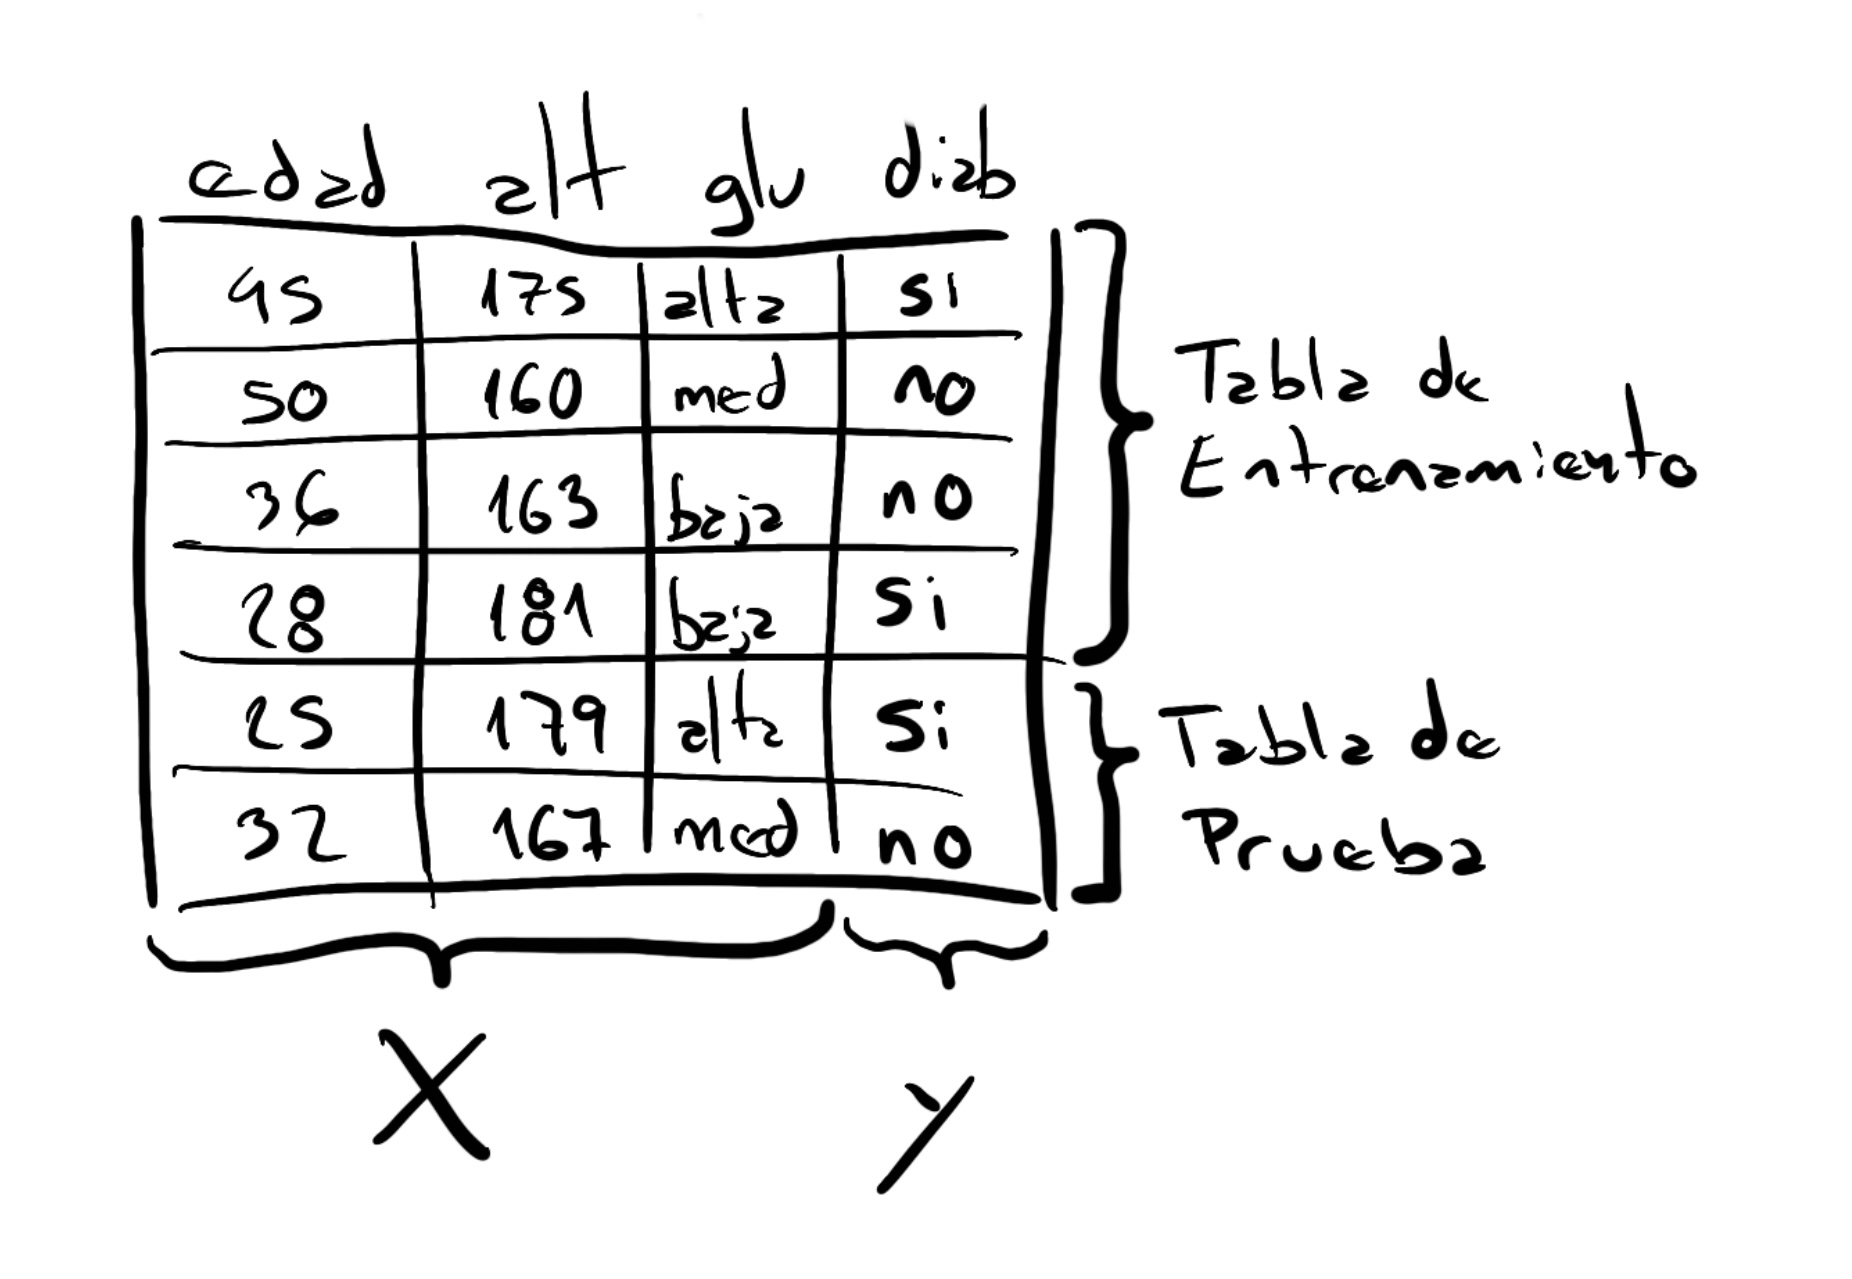 edad alt glu diab
45 175 alta si
50 160 med no
36 163 baja no
28 181 baja si
25 179 alta si
32 167 med no
Tabla de
Entrenamiento
Tabla de
Prueba
X y